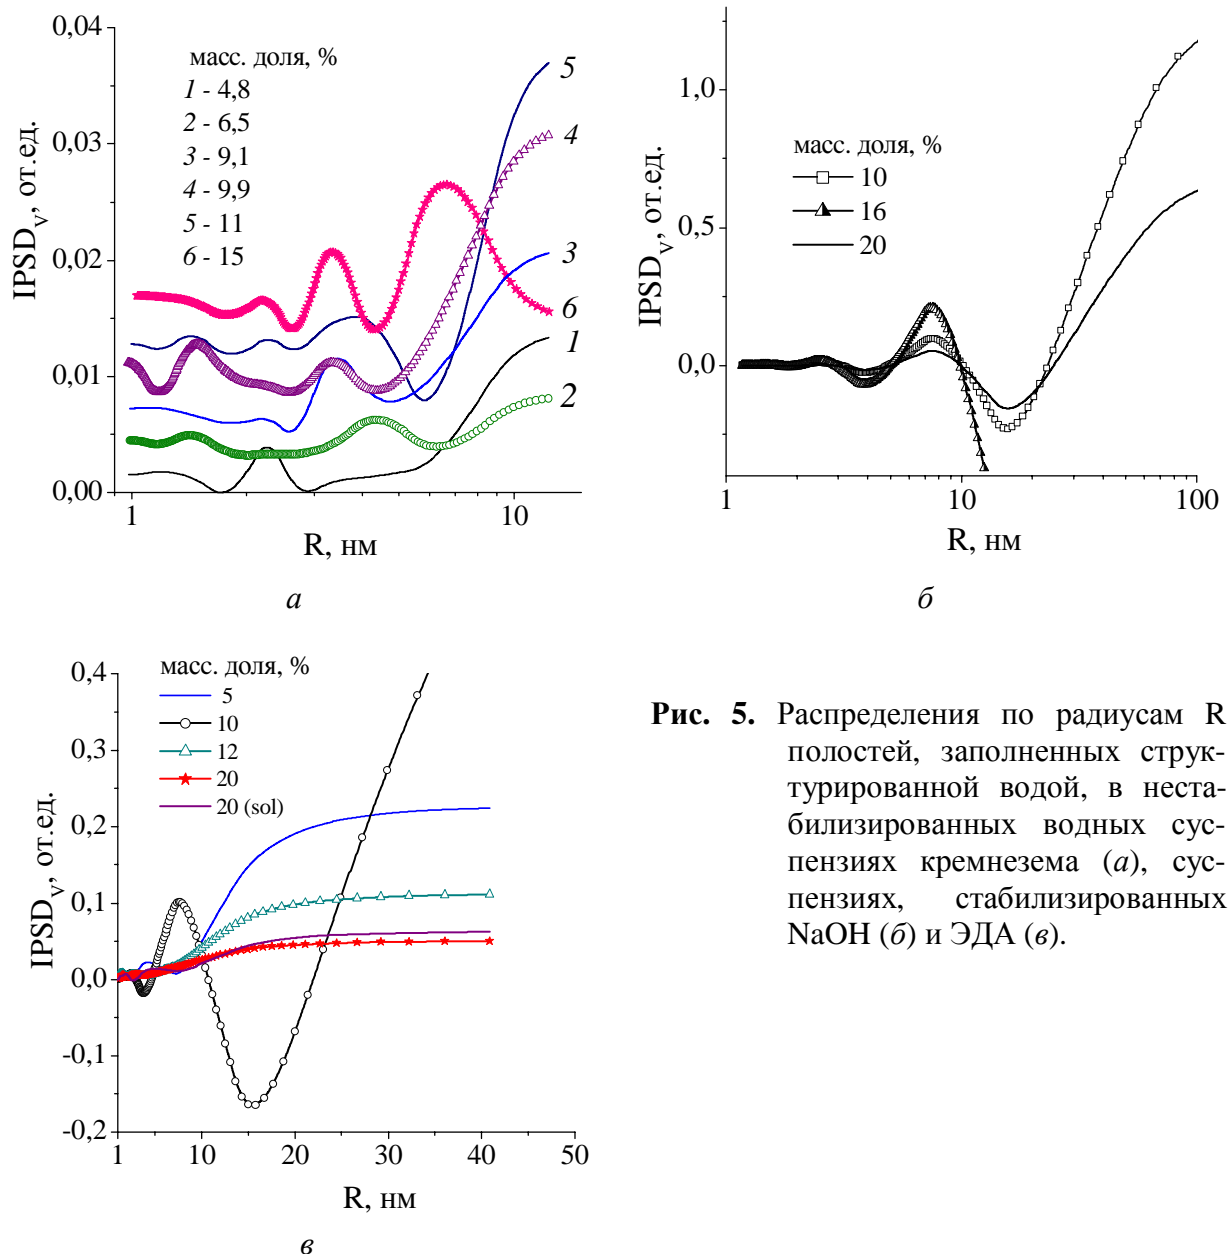 0,04
0,03
0,02
0,01
0,00
IPSD_V, от.ед.
масс. доля, %
1 - 4,8
2 - 6,5
3 - 9,1
4 - 9,9
5 - 11
6 - 15
5
4
3
6
1
2
1
10
R, нм
а
1,0
0,5
0,0
IPSD_V, от.ед.
масс. доля, %
10
16
20
1
10
100
R, нм
б
0,4
0,3
0,2
0,1
0,0
-0,1
-0,2
IPSD_V, от.ед.
масс. доля, %
5
10
12
20
20 (sol)
1
10
20
30
40
50
R, нм
в
Рис. 5. Распределения по радиусам R
полостей, заполненных струк-
турированной водой, в неста-
билизированных водных сус-
пензиях кремнезема (а), сус-
пензиях, стабилизированных
NaOH (б) и ЭДА (в).